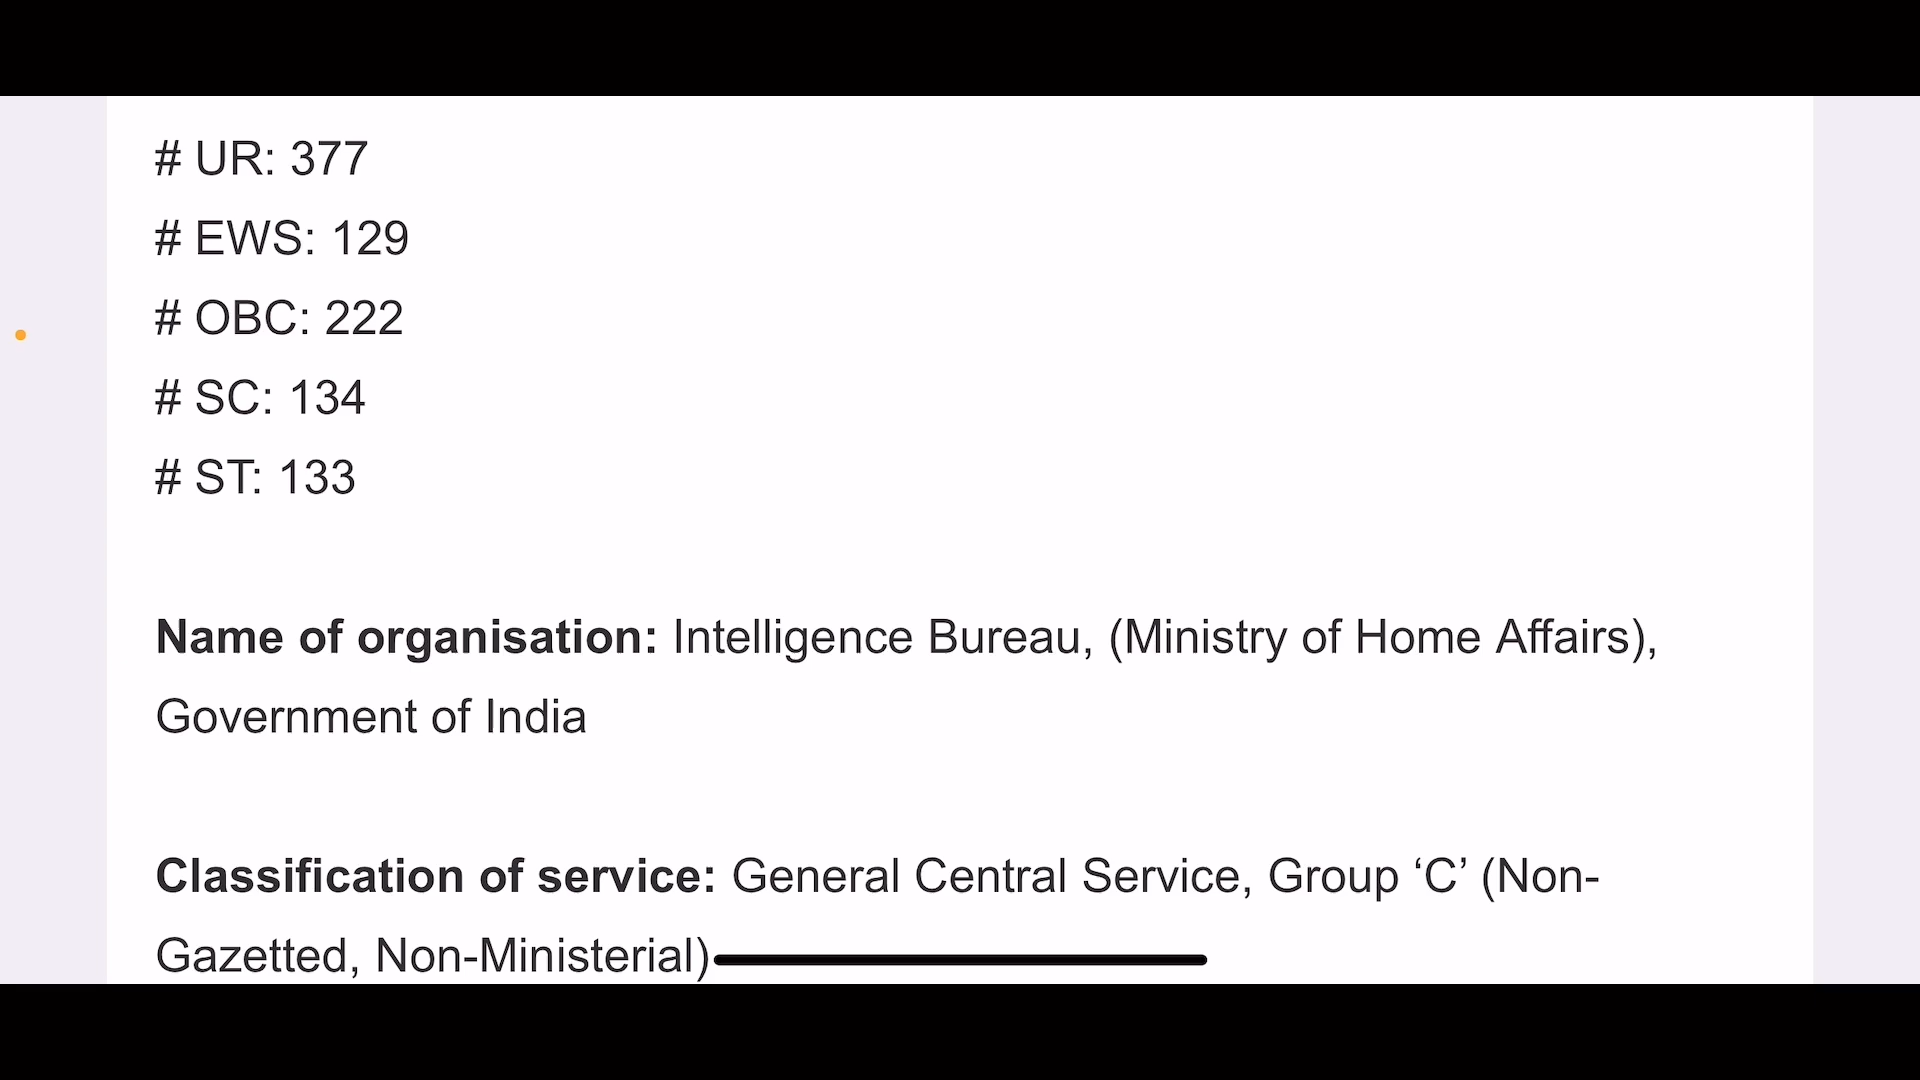 # UR: 377
# EWS: 129
# OBC: 222
# SC: 134
# ST: 133
Name of organisation: Intelligence Bureau, (Ministry of Home Affairs),
Government of India
Classification of service: General Central Service, Group ‘C’ (Non-
Gazetted, Non-Ministerial)